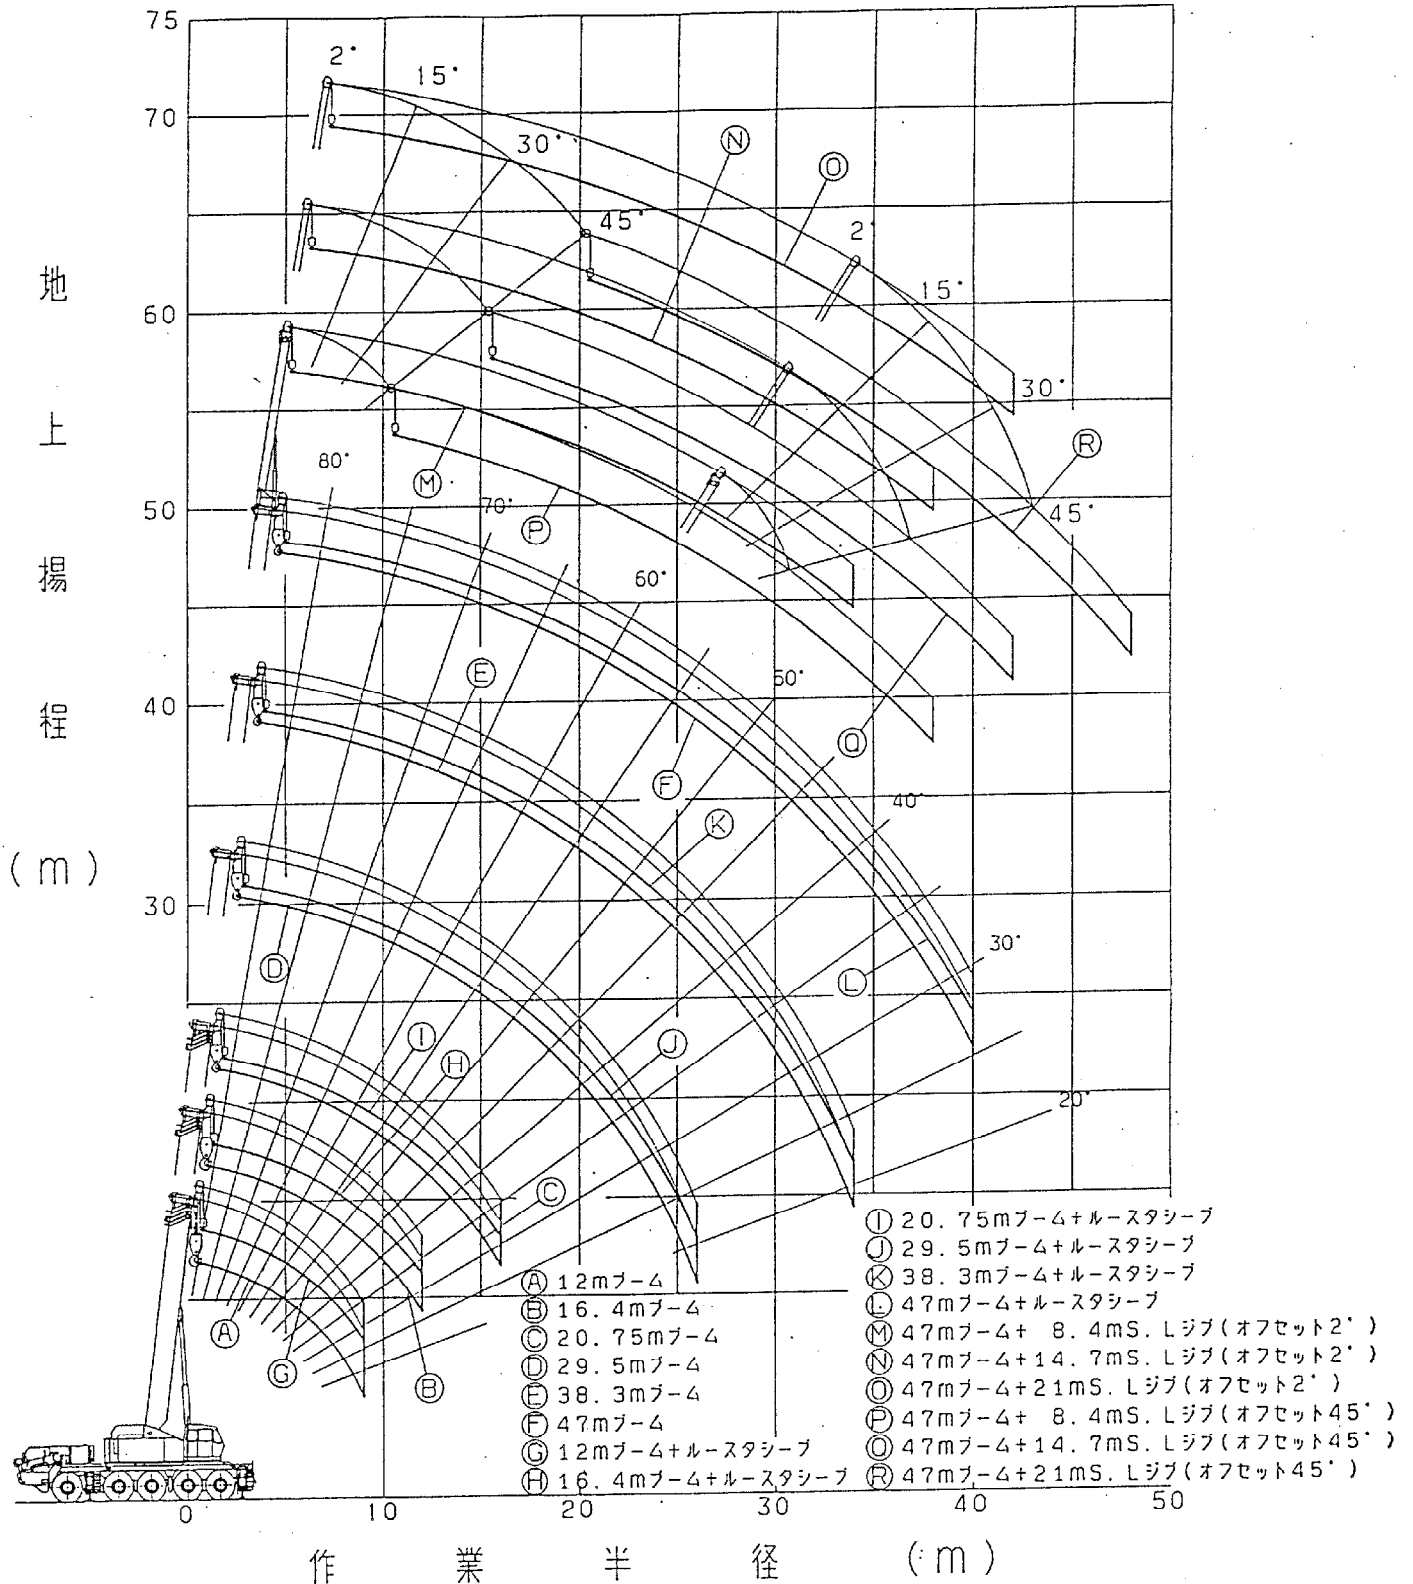 75
70
60
50
40
30
地上揚程
(m)
2°
15°
30°
45°
2°
15°
30°
45°
80°
70°
60°
50°
40°
30°
20°
Ⓝ
Ⓞ
Ⓡ
Ⓜ
Ⓟ
Ⓔ
Ⓠ
Ⓕ
Ⓚ
Ⓛ
Ⓓ
Ⓘ
Ⓗ
Ⓙ
Ⓒ
Ⓐ
Ⓖ
Ⓑ
Ⓐ 12mブーム
Ⓑ 16.4mブーム
Ⓒ 20.75mブーム
Ⓓ 29.5mブーム
Ⓔ 38.3mブーム
Ⓕ 47mブーム
Ⓖ 12mブーム+ルースタシーブ
Ⓗ 16.4mブーム+ルースタシーブ
Ⓘ 20.75mブーム+ルースタシーブ
Ⓙ 29.5mブーム+ルースタシーブ
Ⓚ 38.3mブーム+ルースタシーブ
Ⓛ 47mブーム+ルースタシーブ
Ⓜ 47mブーム+ 8.4mS.Lジブ(オフセット2°)
Ⓝ 47mブーム+14.7mS.Lジブ(オフセット2°)
Ⓞ 47mブーム+21mS.Lジブ(オフセット2°)
Ⓟ 47mブーム+ 8.4mS.Lジブ(オフセット45°)
Ⓠ 47mブーム+14.7mS.Lジブ(オフセット45°)
Ⓡ 47mブーム+21mS.Lジブ(オフセット45°)
0 10 20 30 40 50
作業半径 (m)